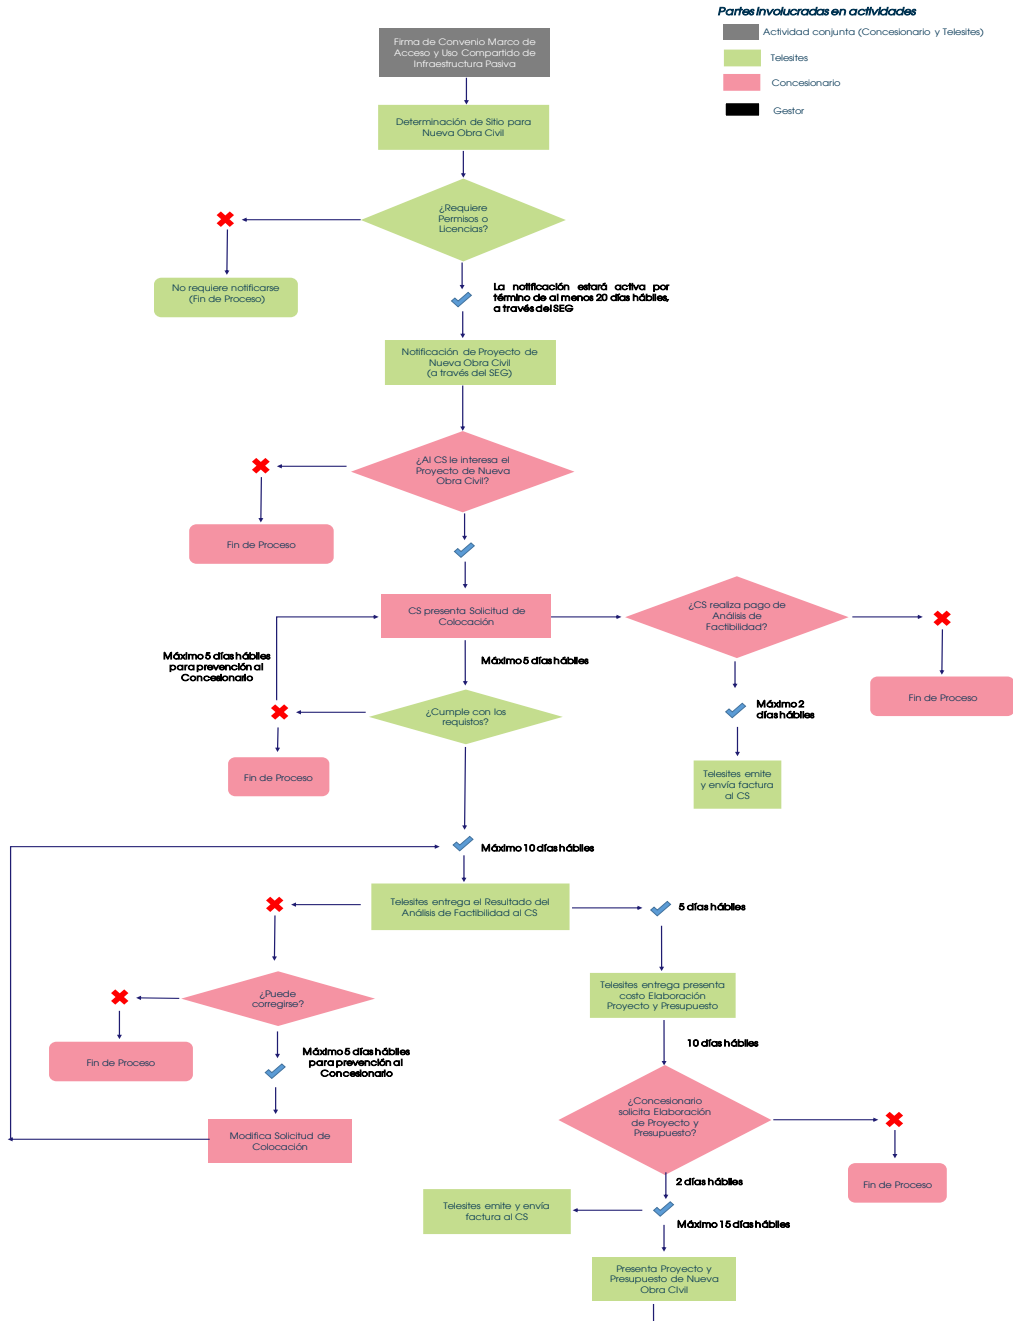 Partes Involucradas en actividades
Actividad conjunta (Concesionario y Telesites)
Telesites
Concesionario
Gestor
Firma de Convenio Marco de
Acceso y Uso Compartido de
Infraestructura Pasiva
Determinación de Sitio para
Nueva Obra Civil
¿Requiere
Permisos o
Licencias?
No requiere notificarse
(Fin de Proceso)
La notificación estará activa por
término de al menos 20 días hábiles,
a través del SEG
Notificación de Proyecto de
Nueva Obra Civil
(a través del SEG)
¿Al CS le interesa el
Proyecto de Nueva
Obra Civil?
Fin de Proceso
CS presenta Solicitud de
Colocación
¿CS realiza pago de
Análisis de
Factibilidad?
Fin de Proceso
Máximo 5 días hábiles
para prevención al
Concesionario
Máximo 5 días hábiles
¿Cumple con los
requistos?
Fin de Proceso
Máximo 2
días hábiles
Telesites emite
y envía factura
al CS
Máximo 10 días hábiles
Telesites entrega el Resultado del
Análisis de Factibilidad al CS
5 días hábiles
¿Puede
corregirse?
Fin de Proceso
Máximo 5 días hábiles
para prevención al
Concesionario
Modifica Solicitud de
Colocación
Telesites entrega presenta
costo Elaboración
Proyecto y Presupuesto
10 días hábiles
¿Concesionario
solicita Elaboración
de Proyecto y
Presupuesto?
Fin de Proceso
2 días hábiles
Telesites emite y envía
factura al CS
Máximo 15 días hábiles
Presenta Proyecto y
Presupuesto de Nueva
Obra Civil